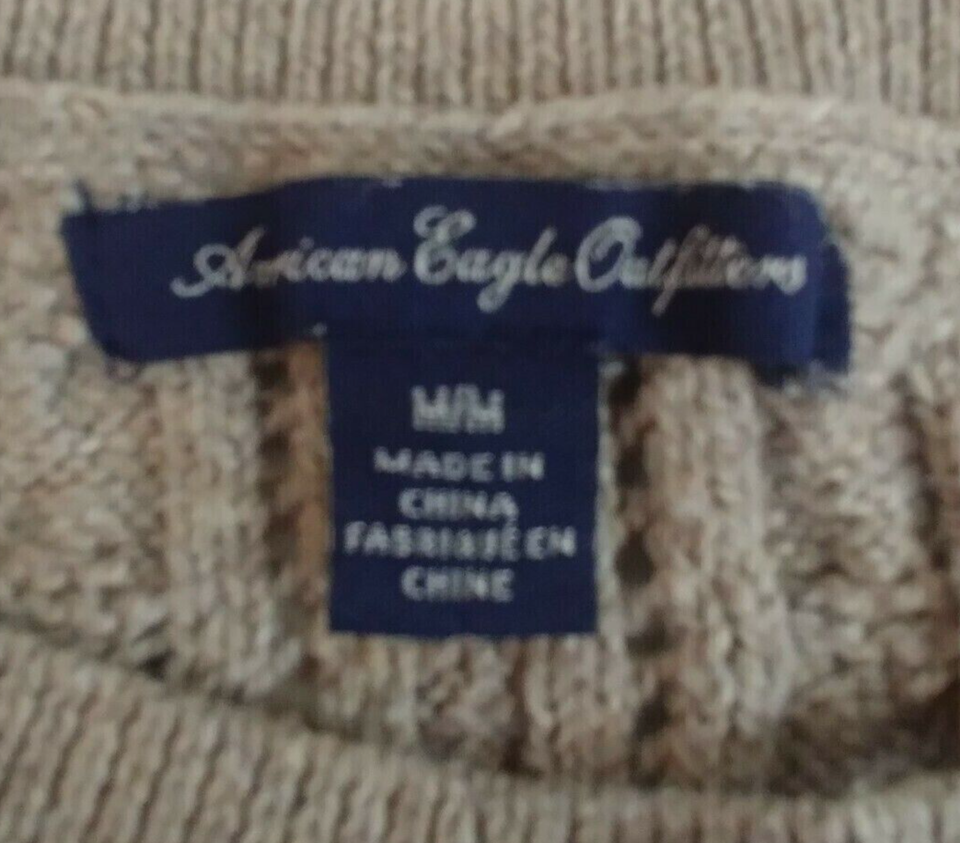 American Eagle Outfitters
M/M
MADE IN
CHINA
FABRIQUÉ EN
CHINE